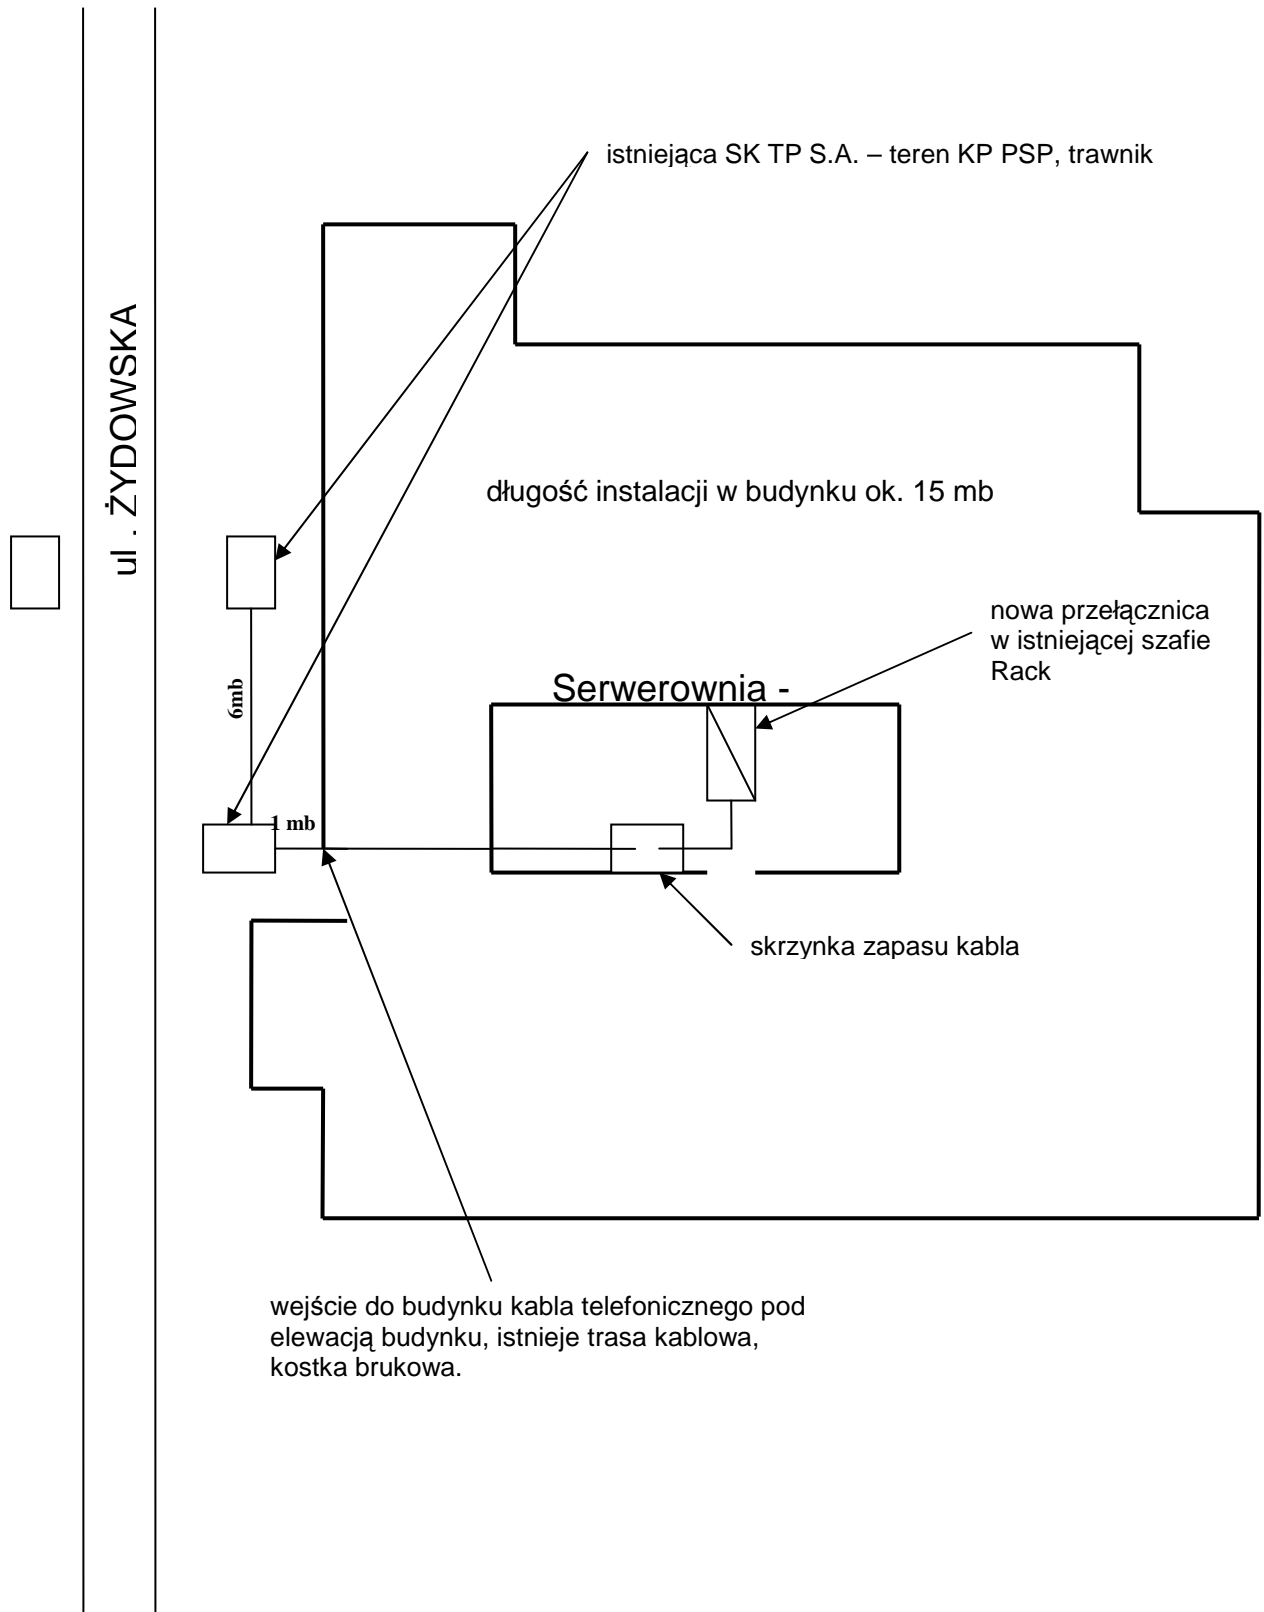 istniejąca SK TP S.A. – teren KP PSP, trawnik
ul . ŻYDOWSKA
długość instalacji w budynku ok. 15 mb
nowa przełącznica
w istniejącej szafie
Rack
Serwerownia -
6mb
1 mb
skrzynka zapasu kabla
wejście do budynku kabla telefonicznego pod
elewacją budynku, istnieje trasa kablowa,
kostka brukowa.